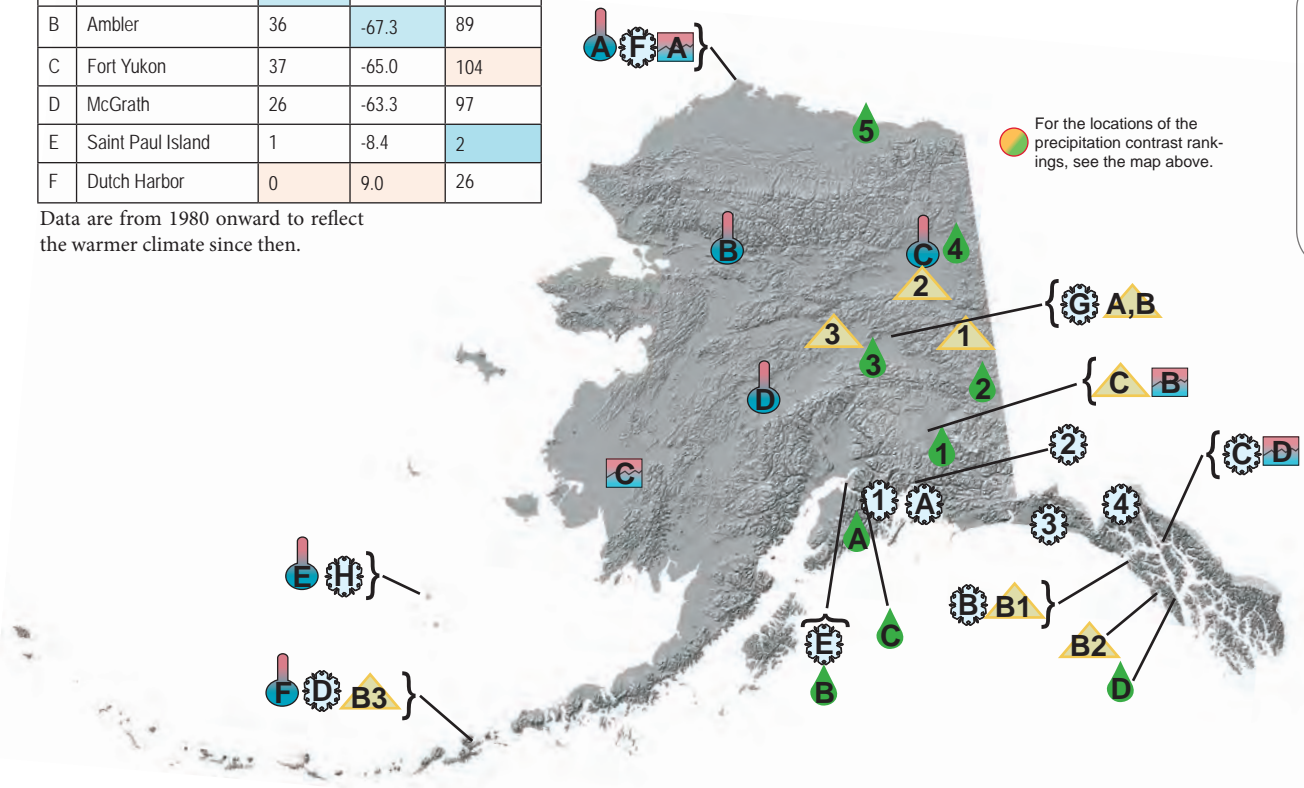 B Ambler 36 -67.3 89
C Fort Yukon 37 -65.0 104
D McGrath 26 -63.3 97
E Saint Paul Island 1 -8.4 2
F Dutch Harbor 0 9.0 26
Data are from 1980 onward to reflect
the warmer climate since then.
A F A }
5
For the locations of the
precipitation contrast rank-
ings, see the map above.
B
C 4
2
{ G A,B
3
1
3
2
D
{ C B
1
2
{ C D
C
1 A
4
3
A
E H }
B B1 }
{
E
C
B2
B
D
F D B3 }